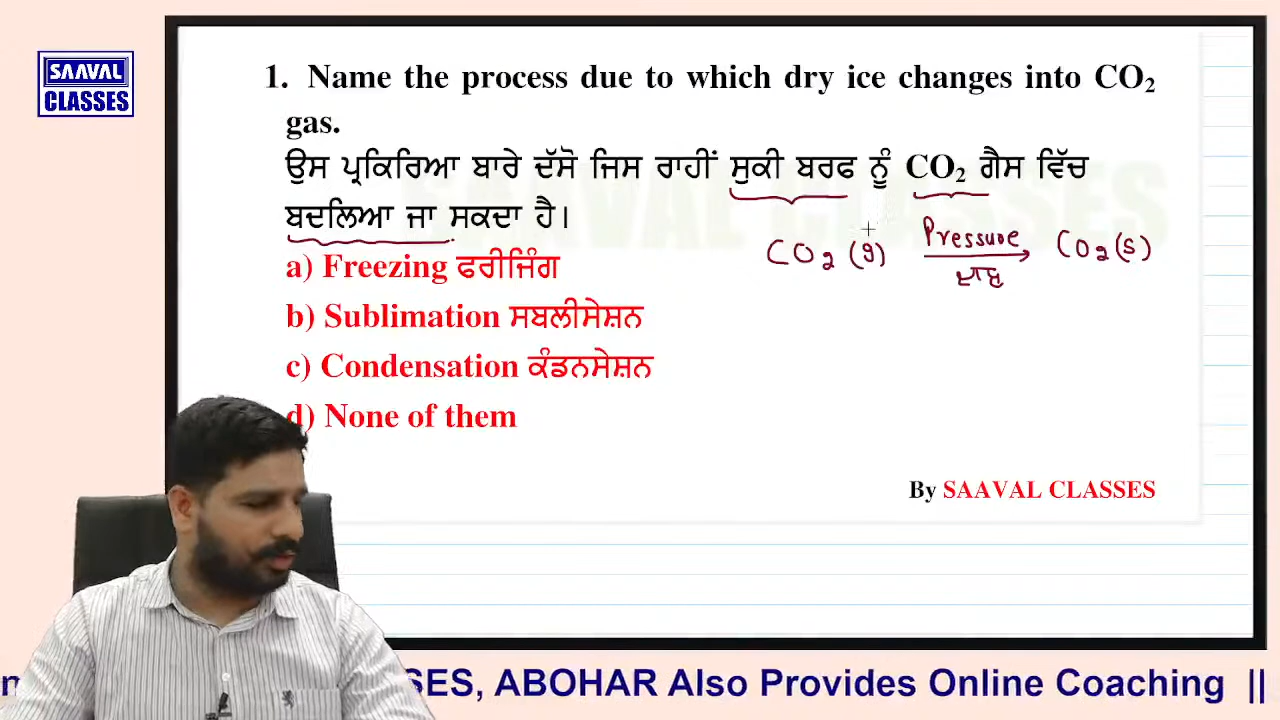 SAAVAL
CLASSES
1. Name the process due to which dry ice changes into CO₂
gas.
ਉਸ ਪ੍ਰਕਿਰਿਆ ਬਾਰੇ ਦੱਸੋ ਜਿਸ ਰਾਹੀਂ ਸੁਕੀ ਬਰਫ ਨੂੰ CO₂ ਗੈਸ ਵਿੱਚ
ਬਦਲਿਆ ਜਾ ਸਕਦਾ ਹੈ।
CO₂ (g) Pressure CO₂ (s)
ਦਾਬ
a) Freezing ਫਰੀਜਿੰਗ
b) Sublimation ਸਬਲੀਸੇਸ਼ਨ
c) Condensation ਕੰਡਨਸੇਸ਼ਨ
d) None of them
By SAAVAL CLASSES
SES, ABOHAR Also Provides Online Coaching ||